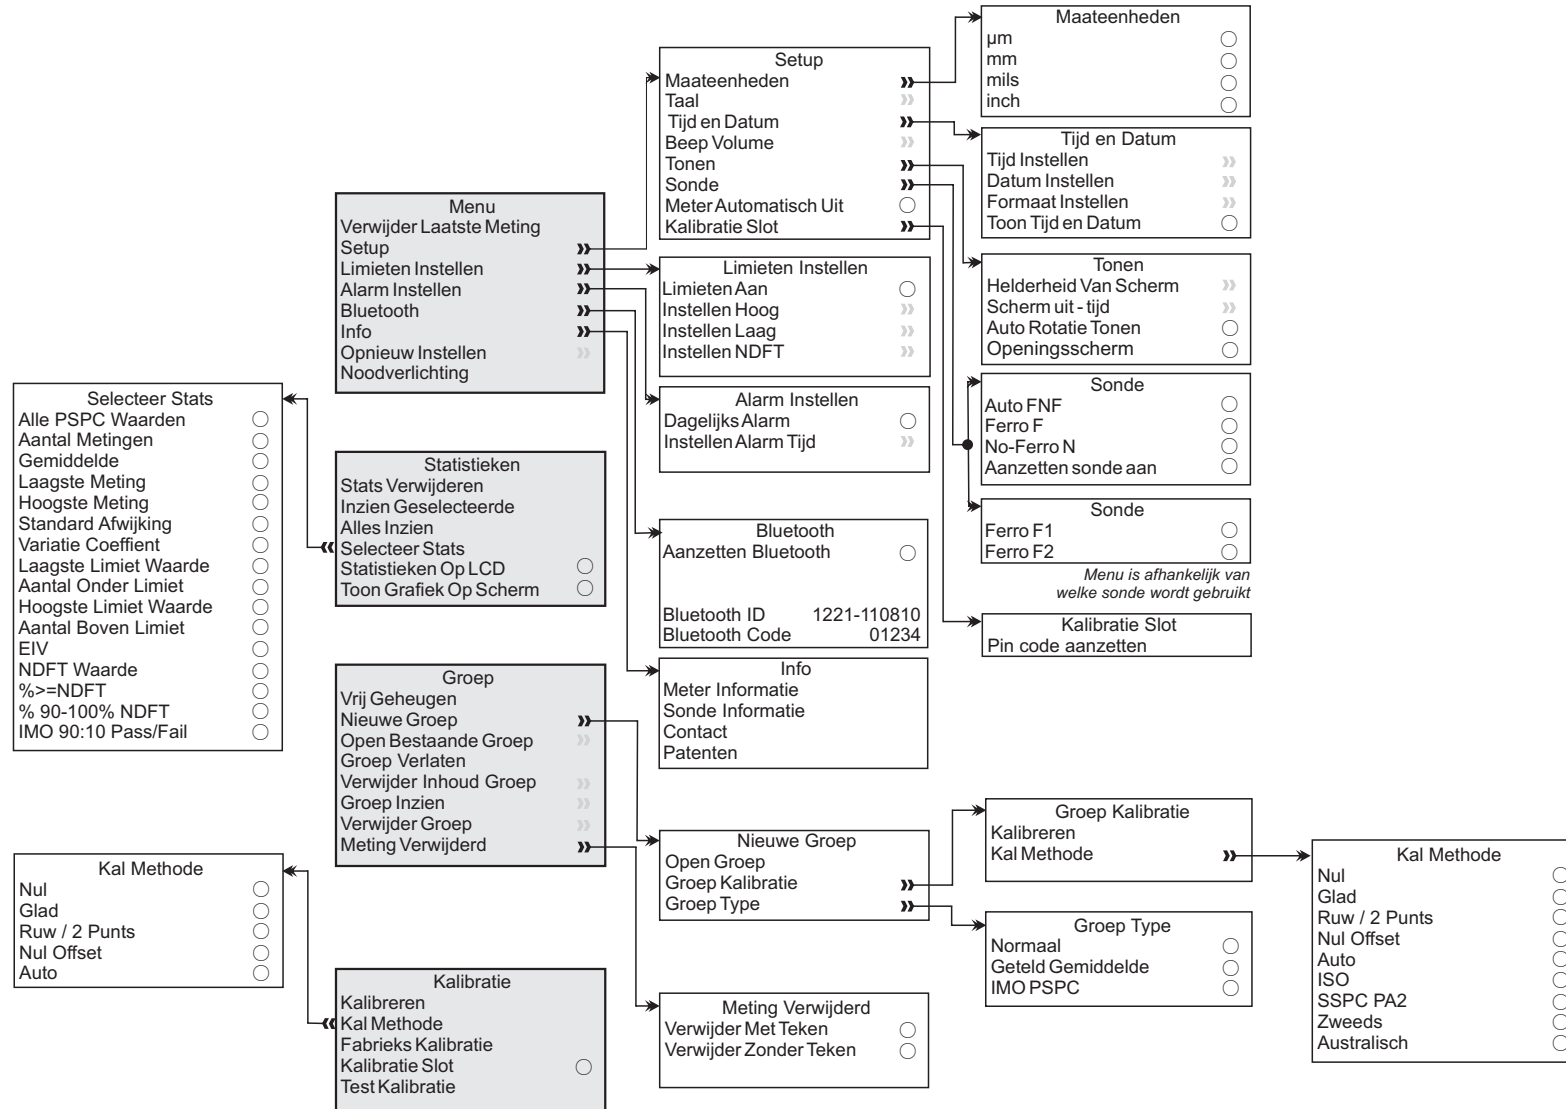 Maateenheden
µm
mm
mils
inch
Setup
Maateenheden
Taal
Tijd en Datum
Beep Volume
Tonen
Sonde
Meter Automatisch Uit
Kalibratie Slot
Tijd en Datum
Tijd Instellen
Datum Instellen
Formaat Instellen
Toon Tijd en Datum
Menu
Verwijder Laatste Meting
Setup
Limieten Instellen
Alarm Instellen
Bluetooth
Info
Opnieuw Instellen
Noodverlichting
Limieten Instellen
Limieten Aan
Instellen Hoog
Instellen Laag
Instellen NDFT
Tonen
Helderheid Van Scherm
Scherm uit - tijd
Auto Rotatie Tonen
Openingsscherm
Selecteer Stats
Alle PSPC Waarden
Aantal Metingen
Gemiddelde
Laagste Meting
Hoogste Meting
Standard Afwijking
Variatie Coeffient
Laagste Limiet Waarde
Aantal Onder Limiet
Hoogste Limiet Waarde
Aantal Boven Limiet
EIV
NDFT Waarde
%>=NDFT
% 90-100% NDFT
IMO 90:10 Pass/Fail
Alarm Instellen
Dagelijks Alarm
Instellen Alarm Tijd
Sonde
Auto FNF
Ferro F
No-Ferro N
Aanzetten sonde aan
Statistieken
Stats Verwijderen
Inzien Geselecteerde
Alles Inzien
Selecteer Stats
Statistieken Op LCD
Toon Grafiek Op Scherm
Bluetooth
Aanzetten Bluetooth
Bluetooth ID 1221-110810
Bluetooth Code 01234
Sonde
Ferro F1
Ferro F2
Menu is afhankelijk van
welke sonde wordt gebruikt
Kalibratie Slot
Pin code aanzetten
Info
Meter Informatie
Sonde Informatie
Contact
Patenten
Groep
Vrij Geheugen
Nieuwe Groep
Open Bestaande Groep
Groep Verlaten
Verwijder Inhoud Groep
Groep Inzien
Verwijder Groep
Meting Verwijderd
Nieuwe Groep
Open Groep
Groep Kalibratie
Groep Type
Groep Kalibratie
Kalibreren
Kal Methode
Kal Methode
Nul
Glad
Ruw / 2 Punts
Nul Offset
Auto
ISO
SSPC PA2
Zweeds
Australisch
Kal Methode
Nul
Glad
Ruw / 2 Punts
Nul Offset
Auto
Groep Type
Normaal
Geteld Gemiddelde
IMO PSPC
Kalibratie
Kalibreren
Kal Methode
Fabrieks Kalibratie
Kalibratie Slot
Test Kalibratie
Meting Verwijderd
Verwijder Met Teken
Verwijder Zonder Teken